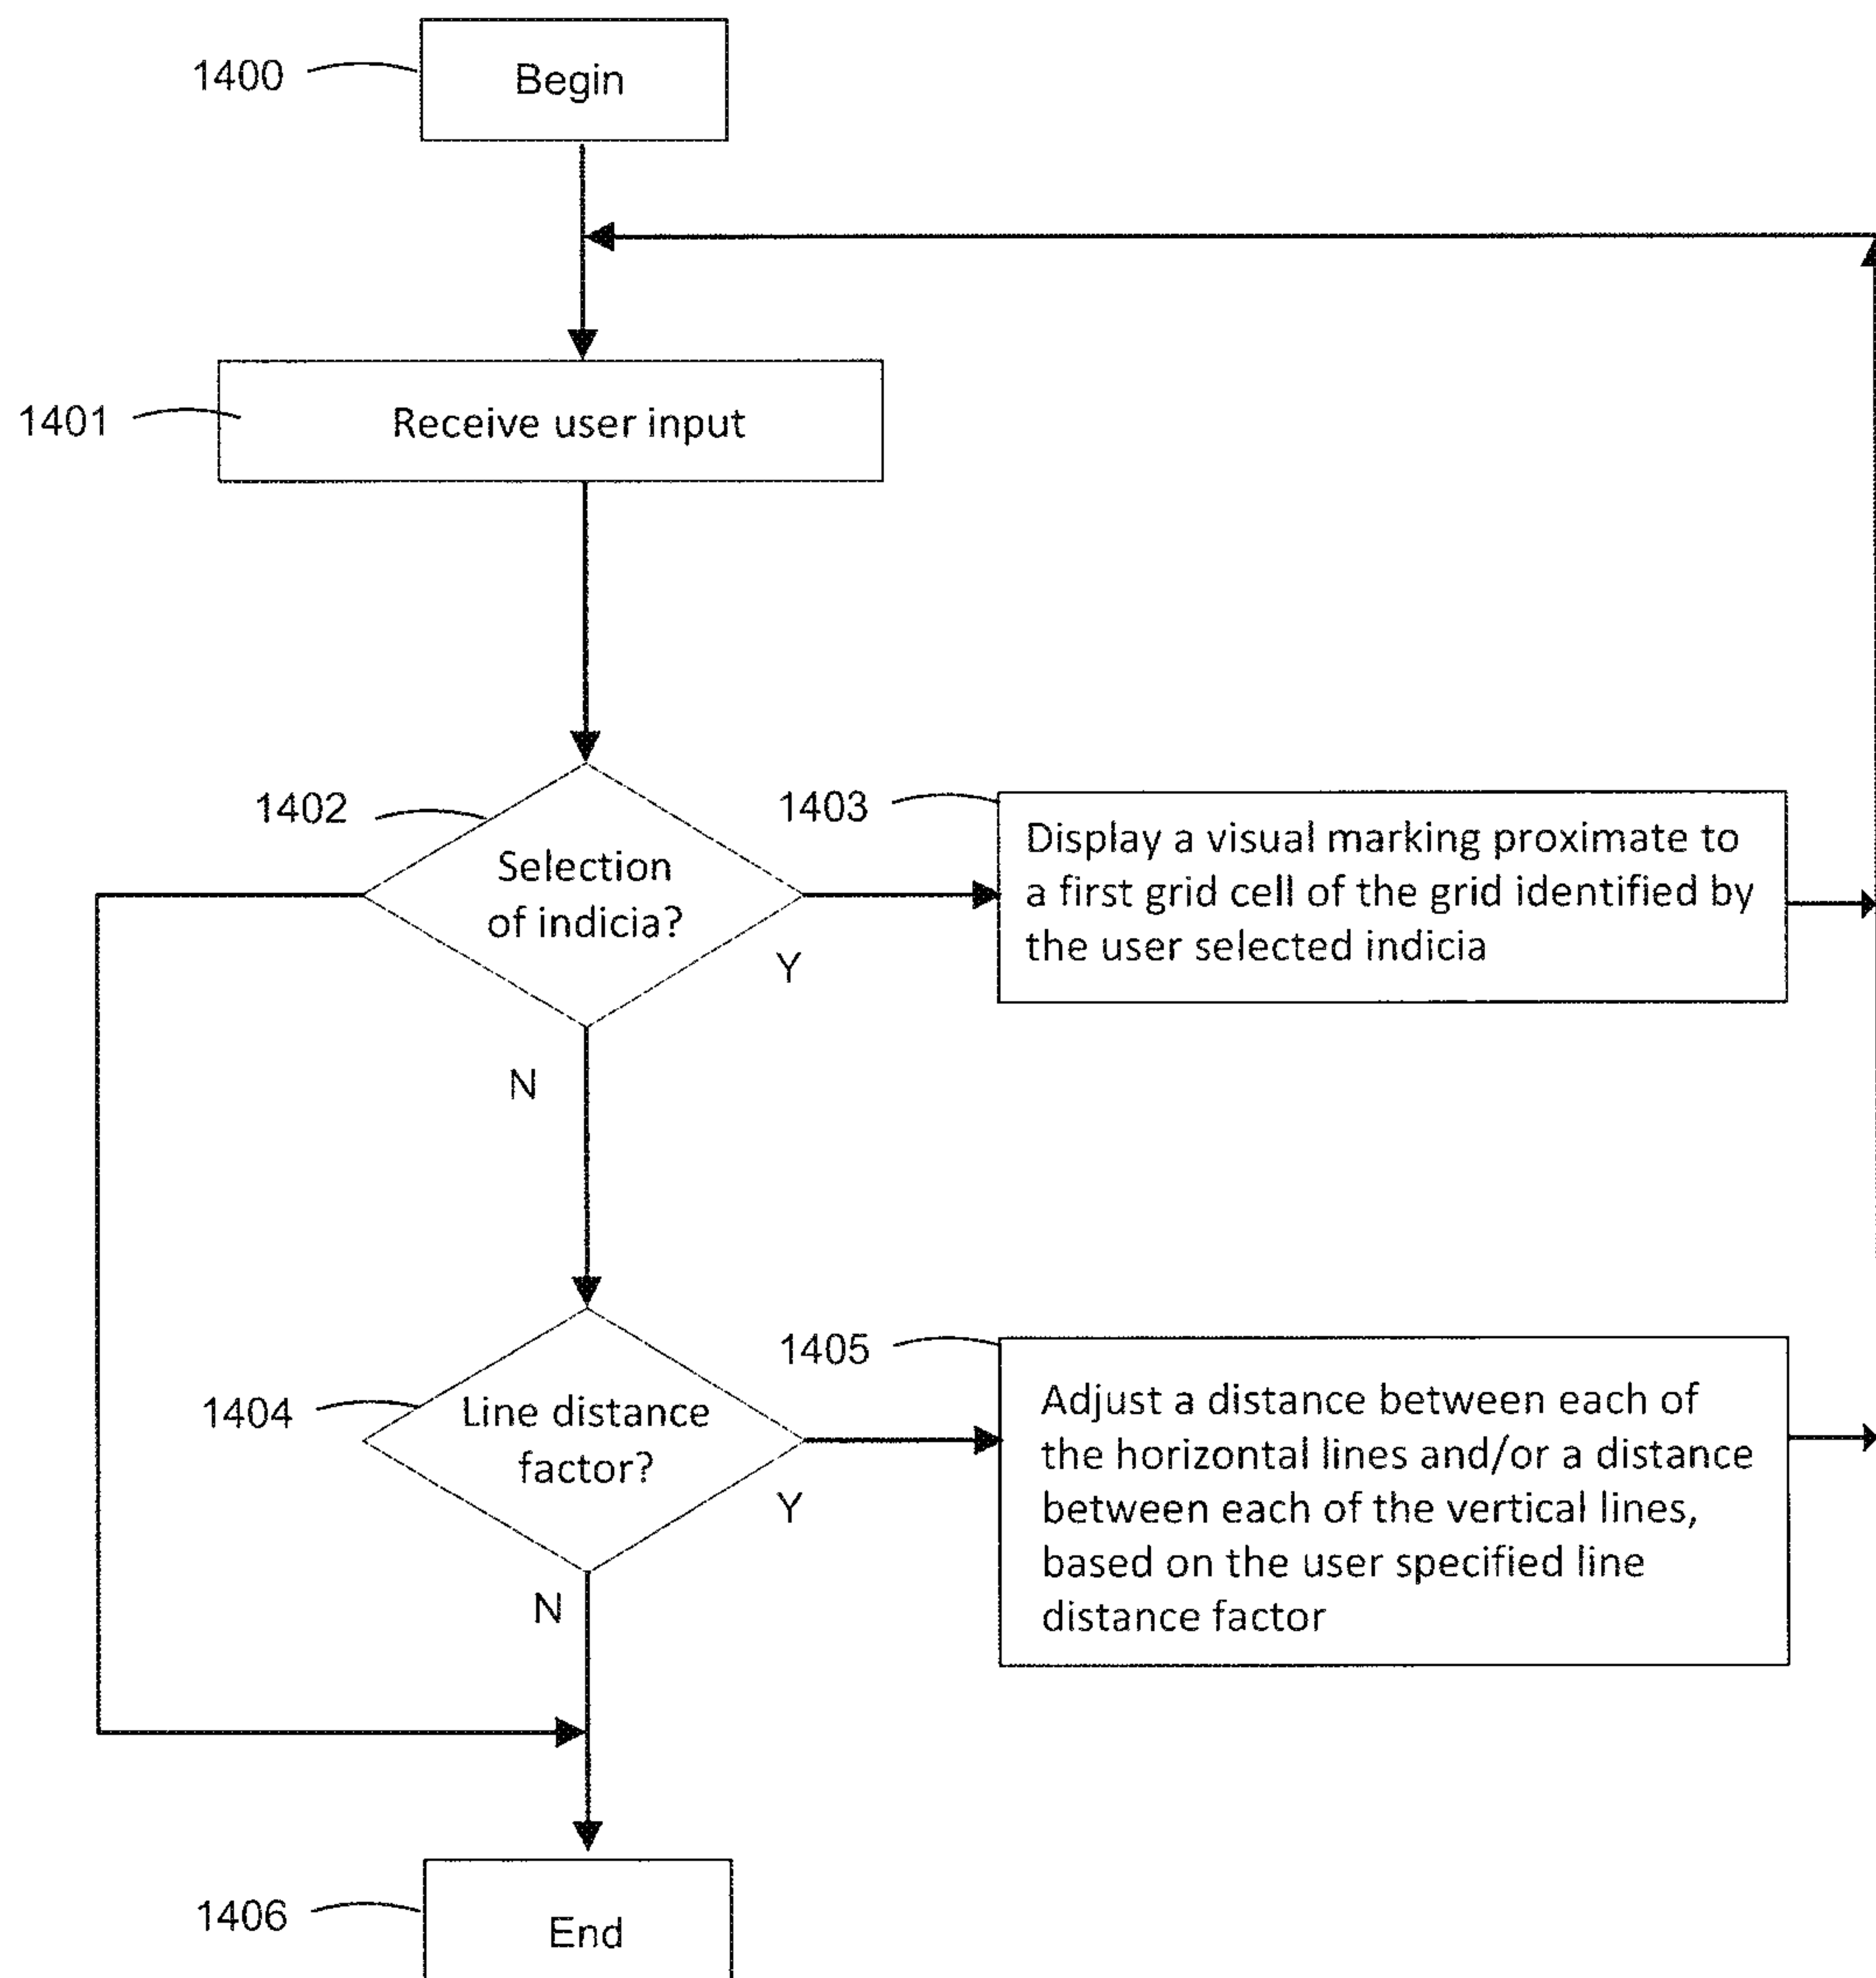 1400
Begin
1401
Receive user input
1402
Selection
of indicia?
Y
N
1403
Display a visual marking proximate to
a first grid cell of the grid identified by
the user selected indicia
1404
Line distance
factor?
Y
N
1405
Adjust a distance between each of
the horizontal lines and/or a distance
between each of the vertical lines,
based on the user specified line
distance factor
1406
End